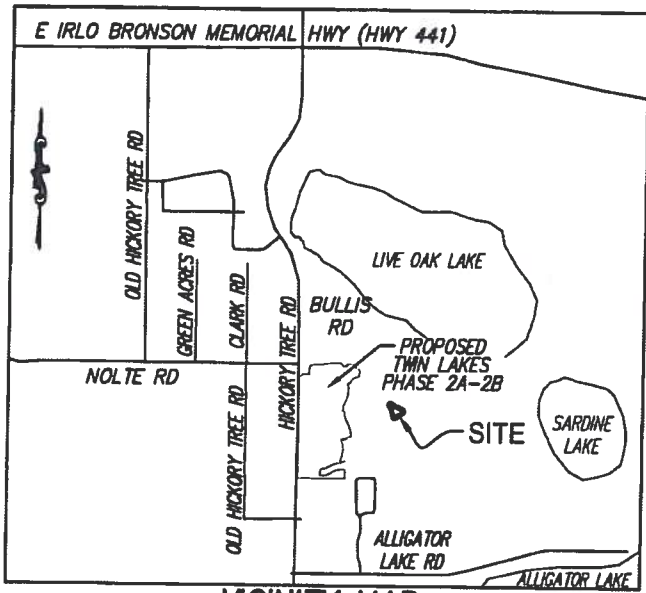 E IRLO BRONSON MEMORIAL HWY (HWY 441)
OLD HICKORY TREE RD
GREEN ACRES RD
CLARK RD
HICKORY TREE RD
LIVE OAK LAKE
BULLIS
RD
NOLTE RD
PROPOSED
TWIN LAKES
PHASE 2A-2B
SITE
SARDINE
LAKE
OLD HICKORY TREE RD
ALLIGATOR
LAKE RD
ALLIGATOR LAKE
VICINITY MAP